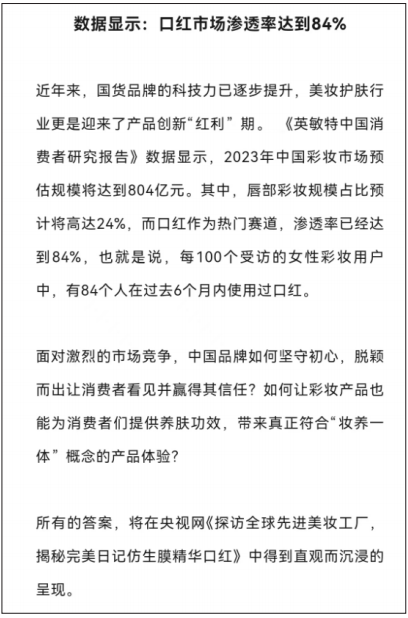 数据显示：口红市场渗透率达到84%
近年来，国货品牌的科技力已逐步提升，美妆护肤行
业更是迎来了产品创新“红利”期。《英敏特中国消
费者研究报告》数据显示，2023年中国彩妆市场预
估规模将达到804亿元。其中，唇部彩妆规模占比预
计将高达24%，而口红作为热门赛道，渗透率已经达
到84%，也就是说，每100个受访的女性彩妆用户
中，有84个人在过去6个月内使用过口红。
面对激烈的市场竞争，中国品牌如何坚守初心，脱颖
而出让消费者看见并赢得其信任？如何让彩妆产品也
能为消费者们提供养肤功效，带来真正符合“妆养一
体”概念的产品体验？
所有的答案，将在央视网《探访全球先进美妆工厂，
揭秘完美日记仿生膜精华口红》中得到直观而沉浸的
呈现。